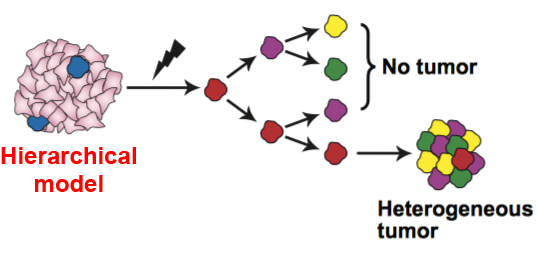 No tumor
Hierarchical
model
Heterogeneous
tumor